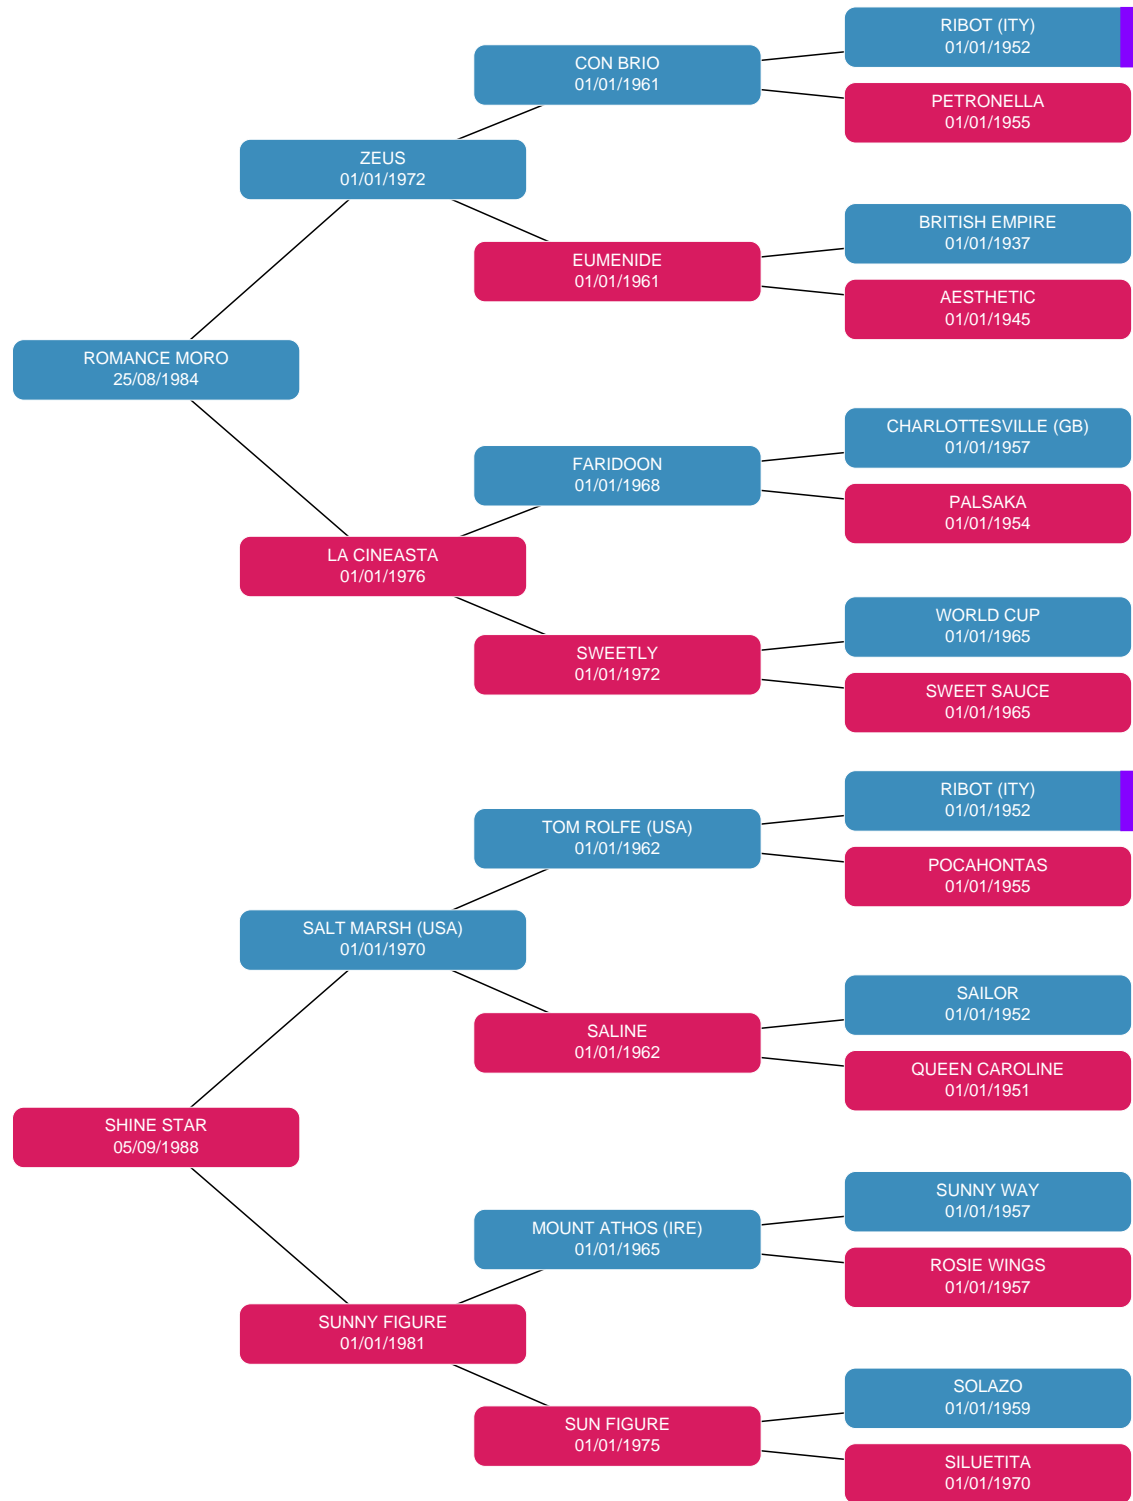 RIBOT (ITY)
01/01/1952
CON BRIO
01/01/1961
PETRONELLA
01/01/1955
ZEUS
01/01/1972
BRITISH EMPIRE
01/01/1937
EUMENIDE
01/01/1961
AESTHETIC
01/01/1945
ROMANCE MORO
25/08/1984
CHARLOTTESVILLE (GB)
01/01/1957
FARIDOON
01/01/1968
PALSAKA
01/01/1954
LA CINEASTA
01/01/1976
WORLD CUP
01/01/1965
SWEETLY
01/01/1972
SWEET SAUCE
01/01/1965
RIBOT (ITY)
01/01/1952
TOM ROLFE (USA)
01/01/1962
POCAHONTAS
01/01/1955
SALT MARSH (USA)
01/01/1970
SAILOR
01/01/1952
SALINE
01/01/1962
QUEEN CAROLINE
01/01/1951
SHINE STAR
05/09/1988
SUNNY WAY
01/01/1957
MOUNT ATHOS (IRE)
01/01/1965
ROSIE WINGS
01/01/1957
SUNNY FIGURE
01/01/1981
SOLAZO
01/01/1959
SUN FIGURE
01/01/1975
SILUETITA
01/01/1970